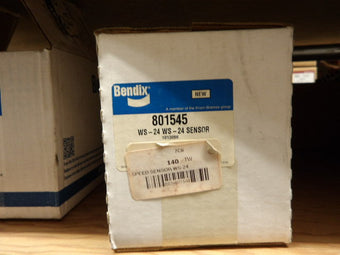 Bendix
NEW
A member of the Knorr-Bremse group
801545
WS-24 WS-24 SENSOR
140 TW
SPEED SENSOR WS 24